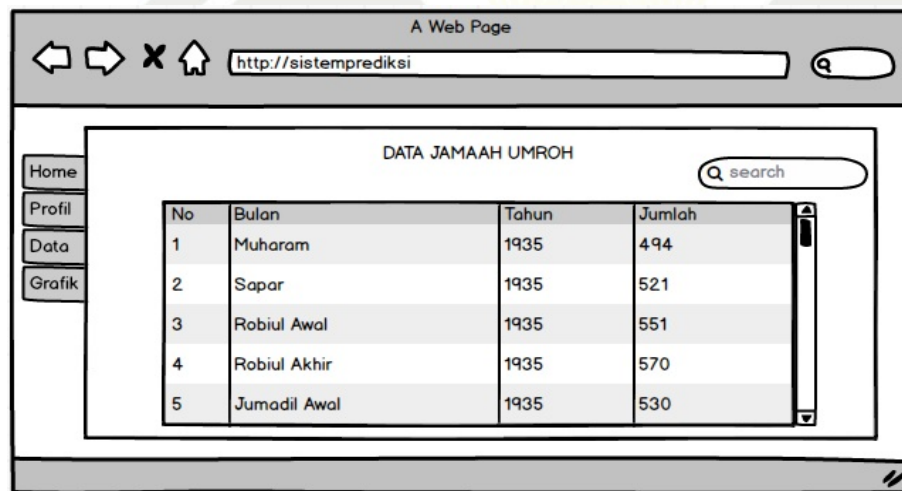 A Web Page
http://sistemprediksi
DATA JAMAAH UMROH
search
Home
Profil
Data
Grafik
No Bulan Tahun Jumlah
1 Muharam 1935 494
2 Sapar 1935 521
3 Robiul Awal 1935 551
4 Robiul Akhir 1935 570
5 Jumadil Awal 1935 530